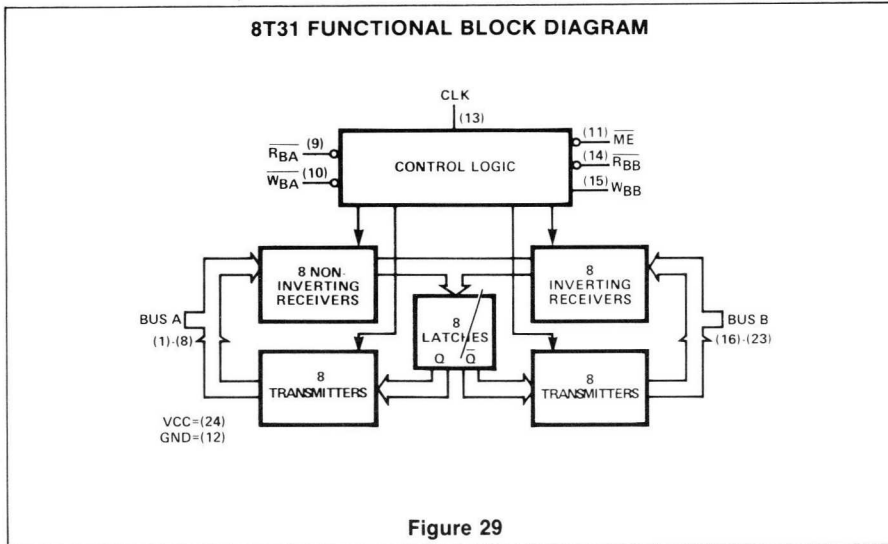 8T31 FUNCTIONAL BLOCK DIAGRAM
CLK
(13)
R̅B̅A̅ (9)
W̅B̅A̅ (10)
CONTROL LOGIC
(11) M̅E̅
(14) R̅B̅B̅
(15) WBB
8 NON-
INVERTING
RECEIVERS
8
INVERTING
RECEIVERS
BUS A
(1)-(8)
8
LATCHES
Q Q̅
BUS B
(16)-(23)
8
TRANSMITTERS
8
TRANSMITTERS
VCC=(24)
GND=(12)
Figure 29